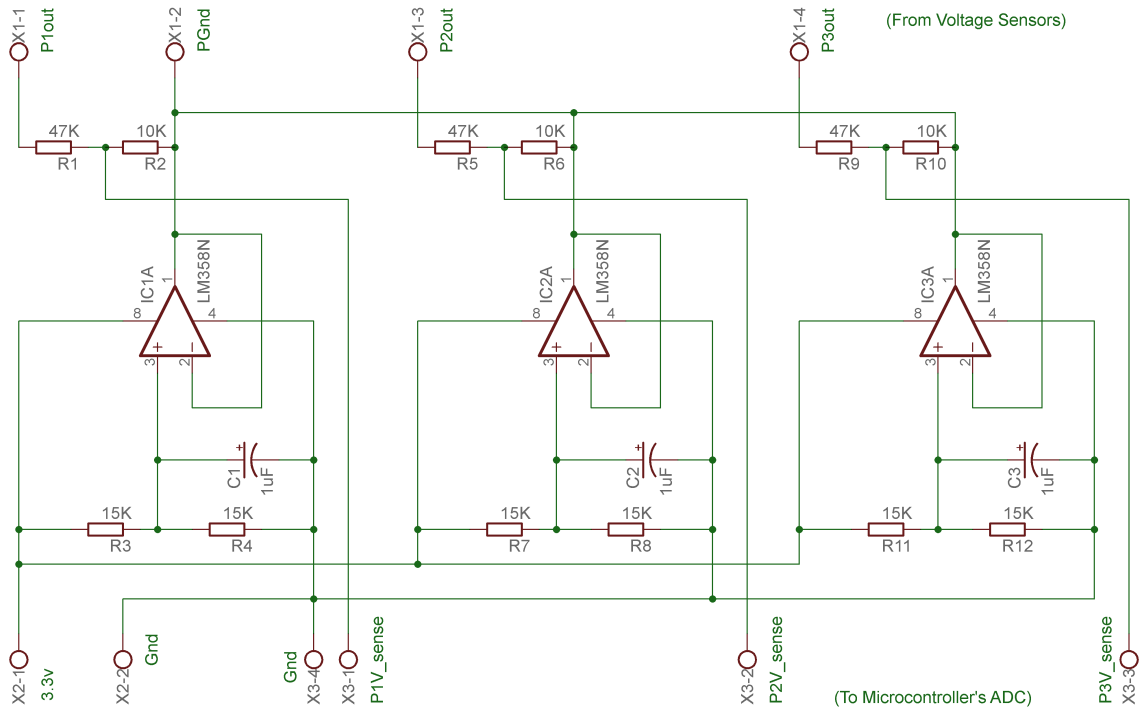 X1-1
P1out
X1-2
PGnd
X1-3
P2out
X1-4
P3out
(From Voltage Sensors)
47K
R1
10K
R2
47K
R5
10K
R6
47K
R9
10K
R10
IC1A
1
LM358N
8
4
+
-
3
2
IC2A
1
LM358N
8
4
+
-
3
2
IC3A
1
LM358N
8
4
+
-
3
2
+
C1
1uF
+
C2
1uF
+
C3
1uF
15K
R3
15K
R4
15K
R7
15K
R8
15K
R11
15K
R12
X2-1
3.3v
X2-2
Gnd
Gnd
X3-4
X3-1
P1V_sense
X3-2
P2V_sense
(To Microcontroller's ADC)
P3V_sense
X3-3